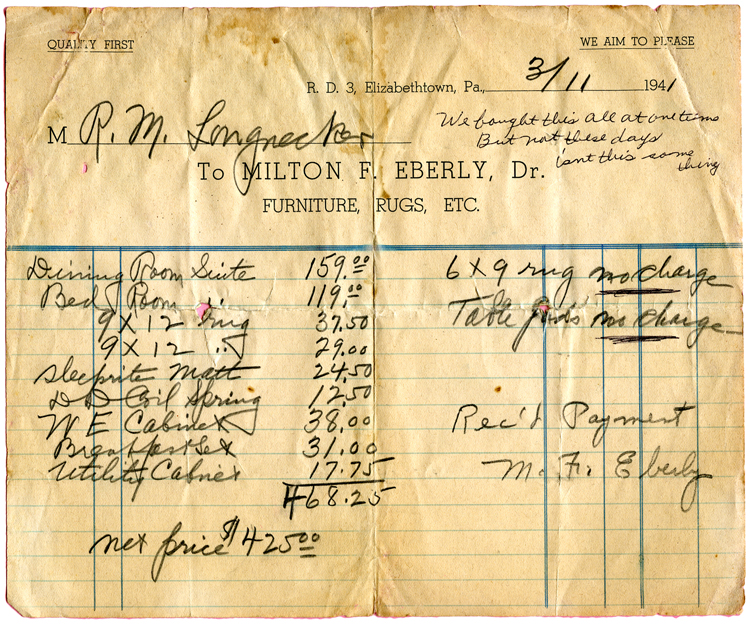 QUALITY FIRST
WE AIM TO PLEASE
R. D. 3, Elizabethtown, Pa., 3/11 1941
M R. M. Longnecker
We bought this all at one time
But not these days
isnt this some
thing
To MILTON F. EBERLY, Dr.
FURNITURE, RUGS, ETC.
Dining Room Suite 159.00
Bed Room " 119.00
9 X 12 rug 37.50
9 X 12 " 29.00
Sleeprite Matt 24.50
D D Coil Spring 12.50
W E Cabinet 38.00
Breakfast Set 31.00
Utility Cabinet 17.75
468.25
net price $425.00
6 X 9 rug no charge
Table pads no charge
Rec'd Payment
M. F. Eberly